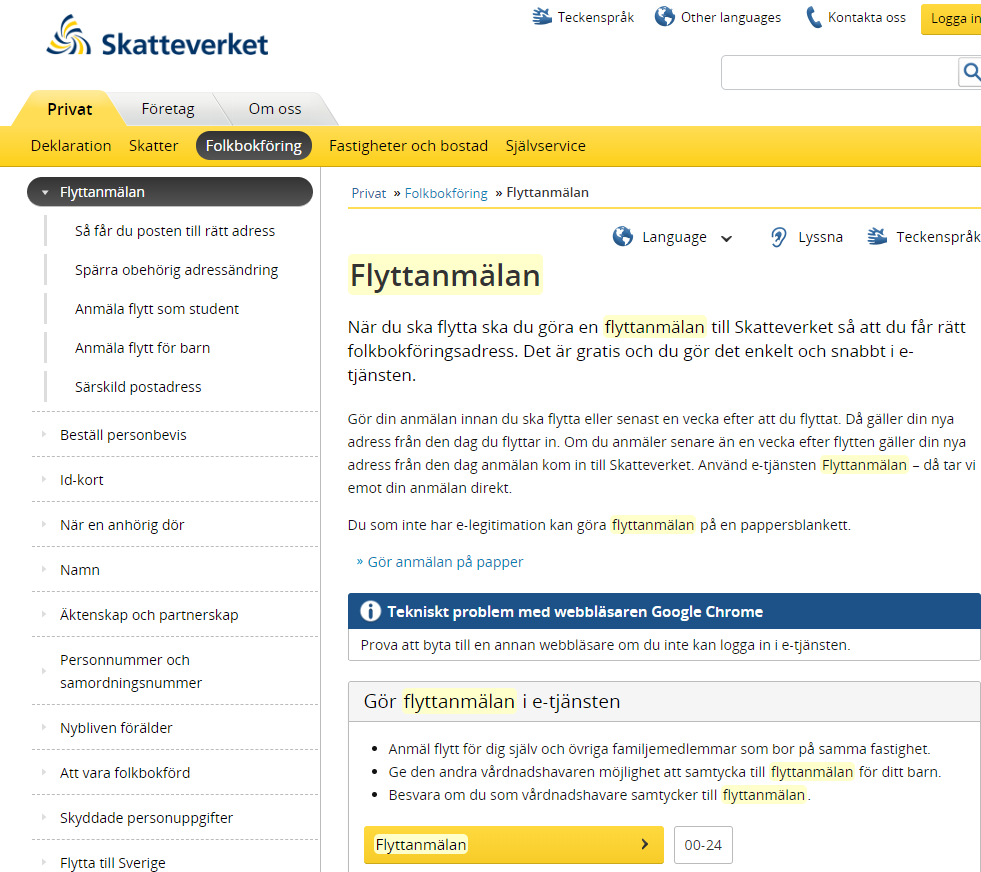 Teckenspråk
Other languages
Kontakta oss
Logga in
Skatteverket
Privat
Företag
Om oss
Deklaration
Skatter
Folkbokföring
Fastigheter och bostad
Självservice
Flyttanmälan
Så får du posten till rätt adress
Spärra obehörig adressändring
Anmäla flytt som student
Anmäla flytt för barn
Särskild postadress
Beställ personbevis
Id-kort
När en anhörig dör
Namn
Äktenskap och partnerskap
Personnummer och
samordningsnummer
Nybliven förälder
Att vara folkbokförd
Skyddade personuppgifter
Flytta till Sverige
Privat » Folkbokföring » Flyttanmälan
Language
Lyssna
Teckenspråk
Flyttanmälan
När du ska flytta ska du göra en flyttanmälan till Skatteverket så att du får rätt
folkbokföringsadress. Det är gratis och du gör det enkelt och snabbt i e-
tjänsten.
Gör din anmälan innan du ska flytta eller senast en vecka efter att du flyttat. Då gäller din nya
adress från den dag du flyttar in. Om du anmäler senare än en vecka efter flytten gäller din nya
adress från den dag anmälan kom in till Skatteverket. Använd e-tjänsten Flyttanmälan – då tar vi
emot din anmälan direkt.
Du som inte har e-legitimation kan göra flyttanmälan på en pappersblankett.
» Gör anmälan på papper
Tekniskt problem med webbläsaren Google Chrome
Prova att byta till en annan webbläsare om du inte kan logga in i e-tjänsten.
Gör flyttanmälan i e-tjänsten
• Anmäl flytt för dig själv och övriga familjemedlemmar som bor på samma fastighet.
• Ge den andra vårdnadshavaren möjlighet att samtycka till flyttanmälan för ditt barn.
• Besvara om du som vårdnadshavare samtycker till flyttanmälan.
Flyttanmälan
00-24